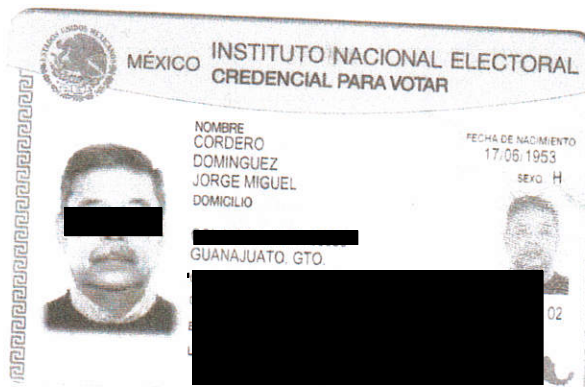 MÉXICO
INSTITUTO NACIONAL ELECTORAL
CREDENCIAL PARA VOTAR
NOMBRE
CORDERO
DOMINGUEZ
JORGE MIGUEL
DOMICILIO
FECHA DE NACIMIENTO
17/06/1953
SEXO H
GUANAJUATO, GTO.
02